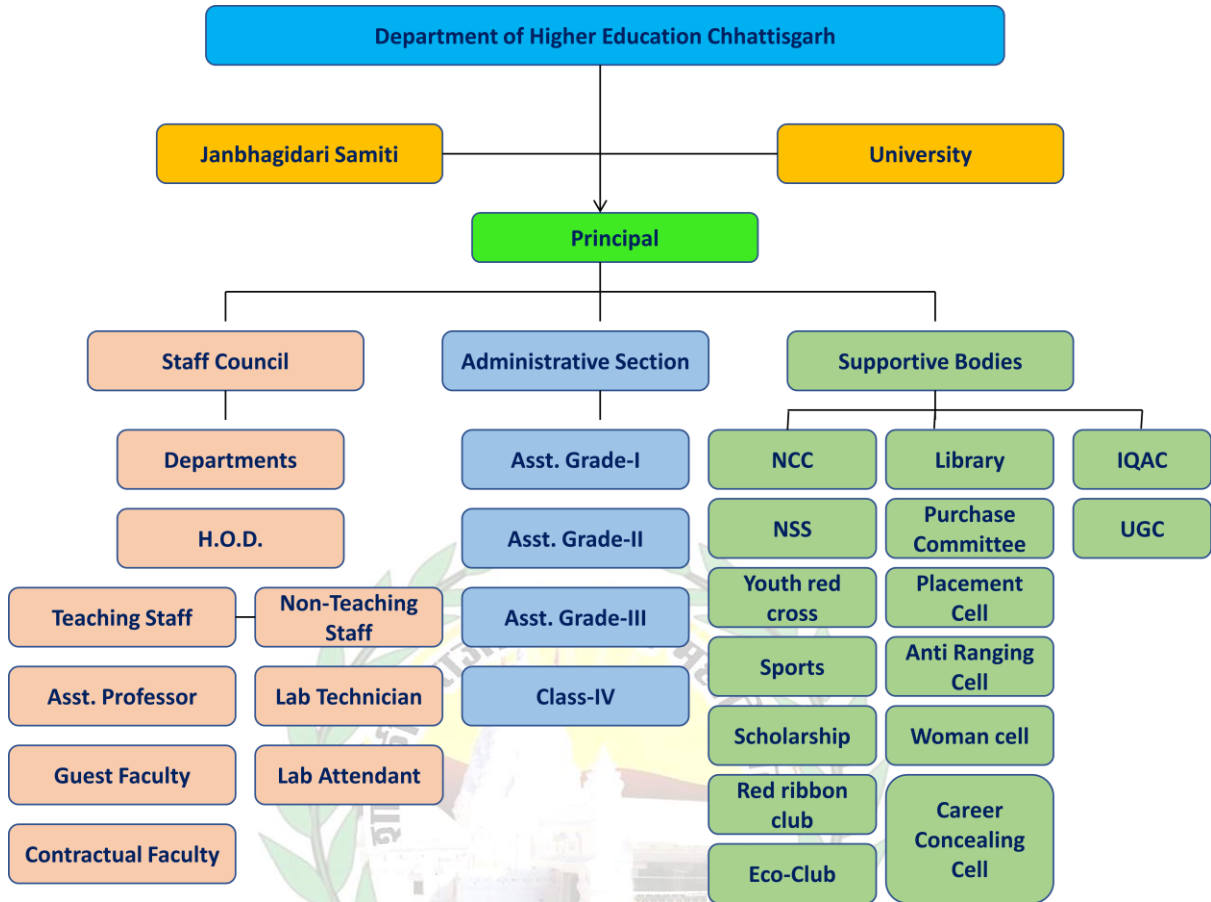 Department of Higher Education Chhattisgarh
Janbhagidari Samiti
University
Principal
Staff Council
Administrative Section
Supportive Bodies
Departments
Asst. Grade-I
NCC
Library
IQAC
H.O.D.
Asst. Grade-II
NSS
Purchase
Committee
UGC
Teaching Staff
Non-Teaching
Staff
Asst. Grade-III
Youth red
cross
Placement
Cell
Asst. Professor
Lab Technician
Class-IV
Sports
Anti Ranging
Cell
Guest Faculty
Lab Attendant
Scholarship
Woman cell
Contractual Faculty
Red ribbon
club
Career
Concealing
Cell
Eco-Club